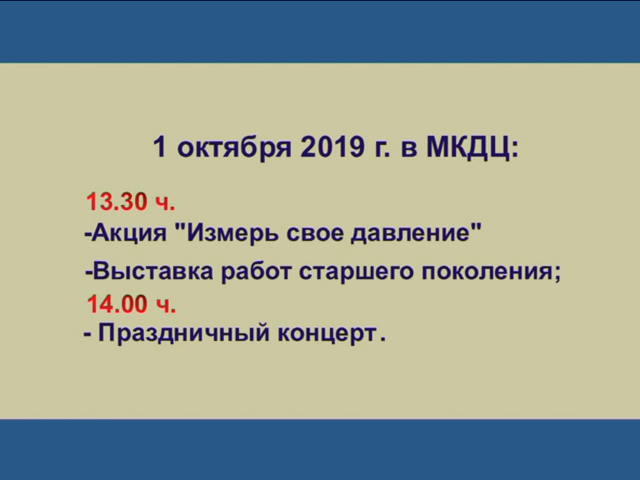 1 октября 2019 г. в МКДЦ:
13.30 ч.
-Акция "Измерь свое давление"
-Выставка работ старшего поколения;
14.00 ч.
- Праздничный концерт.